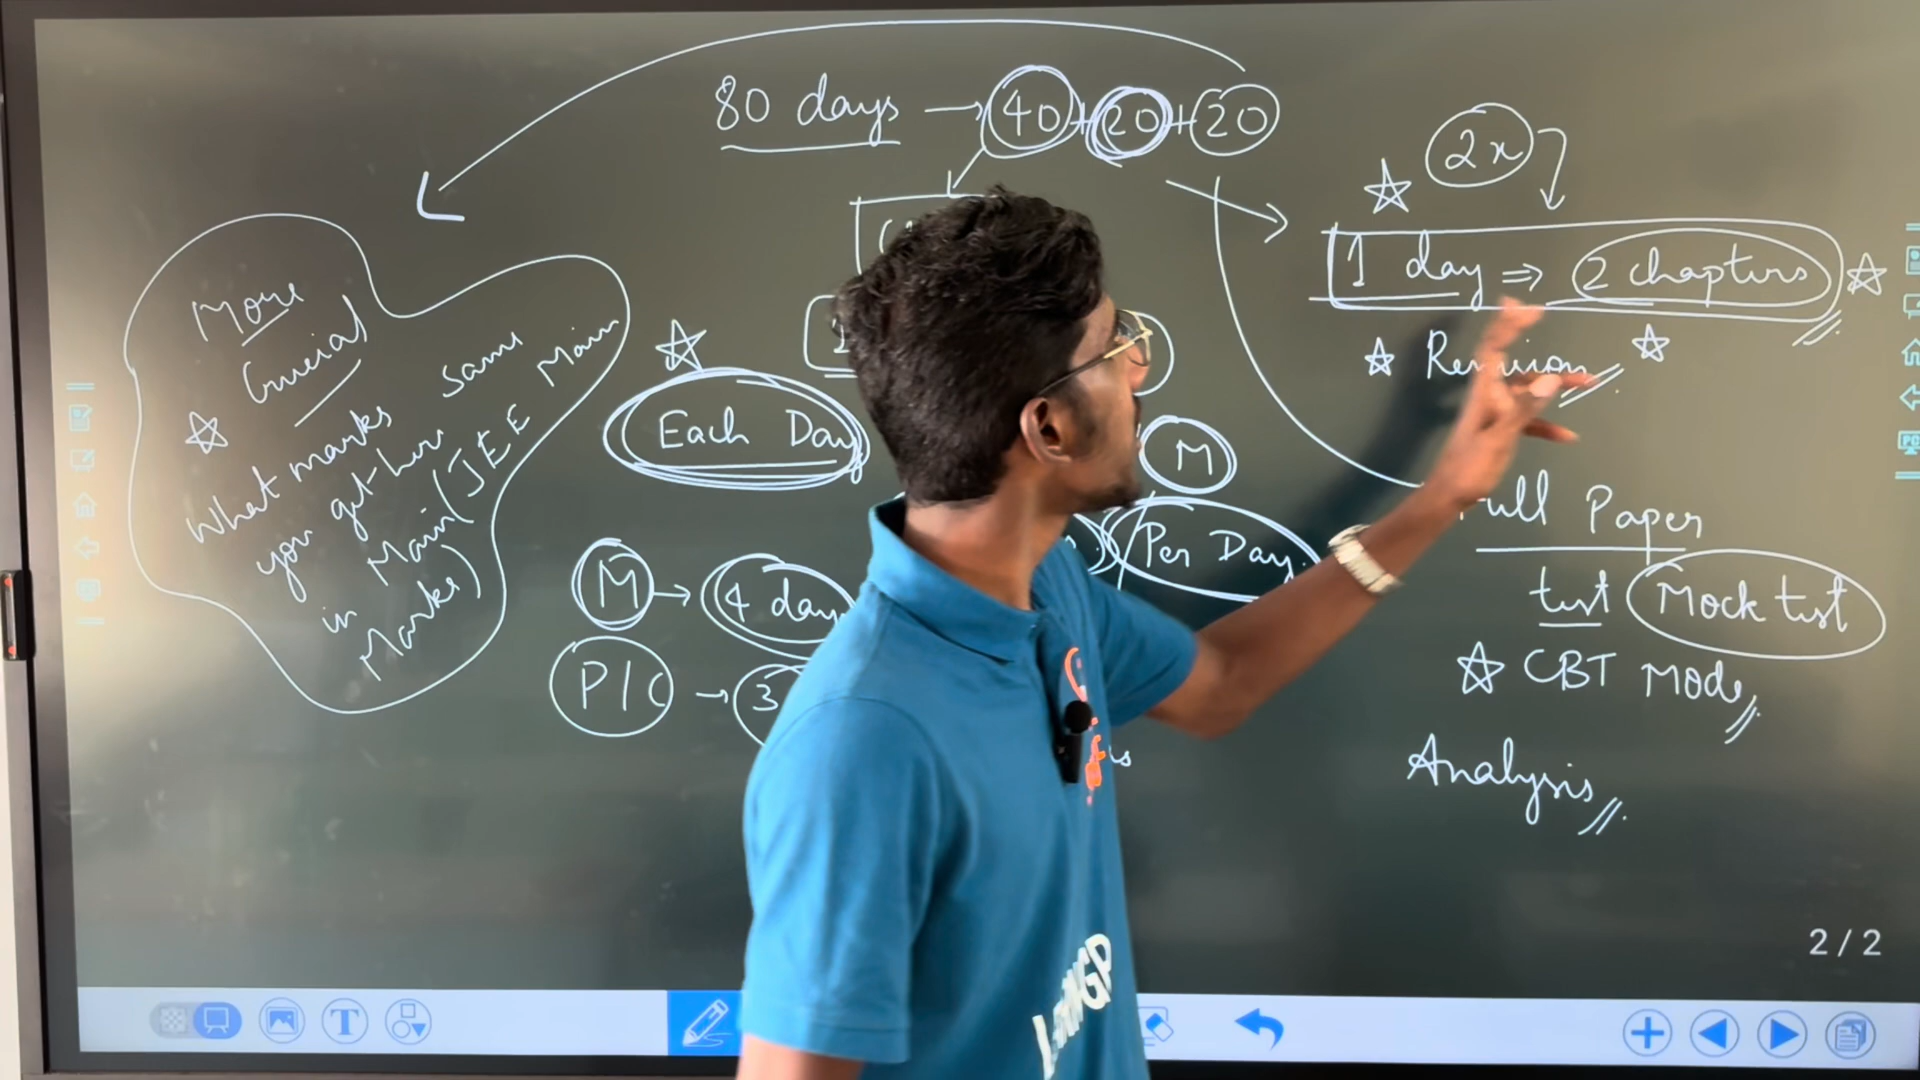 80 days → 40 + 20 + 20
2x
1 day ⇒ 2 chapters
Revision
More
Crucial
What marks same
you get here
in Main (JEE Main
Marks)
Each Day
M
Per Day
M → 4 days
P/C → 3
Full Paper
test Mock test
CBT Mode
Analysis
2/2
T